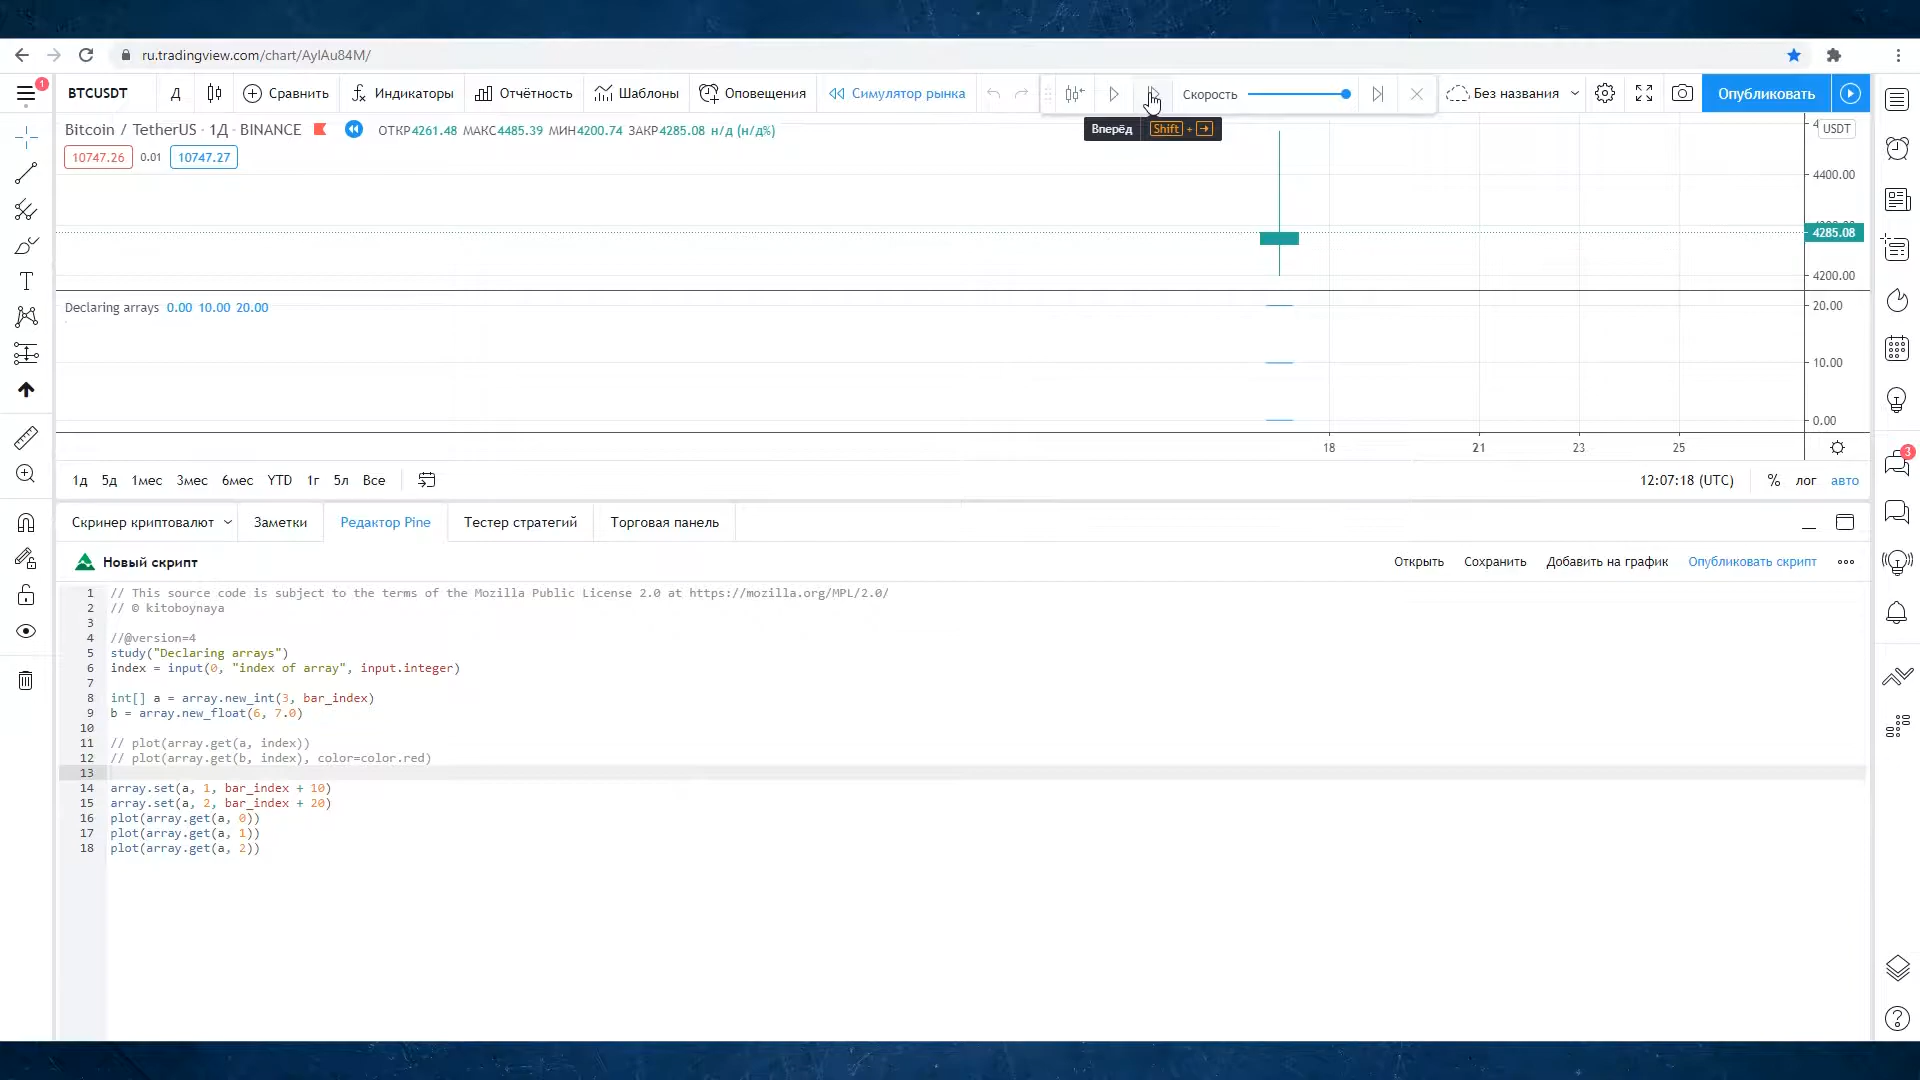 ru.tradingview.com/chart/AylAu84M/
1
BTCUSDT Д Сравнить Индикаторы Отчётность Шаблоны Оповещения Симулятор рынка Скорость Без названия Опубликовать
Вперёд Shift + →
Bitcoin / TetherUS · 1Д · BINANCE ОТКР4261.48 МАКС4485.39 МИН4200.74 ЗАКР4285.08 н/д (н/д%)
USDT
10747.26 0.01 10747.27
4400.00
4285.08
4200.00
Declaring arrays 0.00 10.00 20.00
20.00
10.00
0.00
18 21 23 25
3
1д 5д 1мес 3мес 6мес YTD 1г 5л Все 12:07:18 (UTC) % лог авто
Скринер криптовалют Заметки Редактор Pine Тестер стратегий Торговая панель
Новый скрипт Открыть Сохранить Добавить на график Опубликовать скрипт
1 // This source code is subject to the terms of the Mozilla Public License 2.0 at https://mozilla.org/MPL/2.0/
2 // © kitoboynaya
3
4 //@version=4
5 study("Declaring arrays")
6 index = input(0, "index of array", input.integer)
7
8 int[] a = array.new_int(3, bar_index)
9 b = array.new_float(6, 7.0)
10
11 // plot(array.get(a, index))
12 // plot(array.get(b, index), color=color.red)
13
14 array.set(a, 1, bar_index + 10)
15 array.set(a, 2, bar_index + 20)
16 plot(array.get(a, 0))
17 plot(array.get(a, 1))
18 plot(array.get(a, 2))